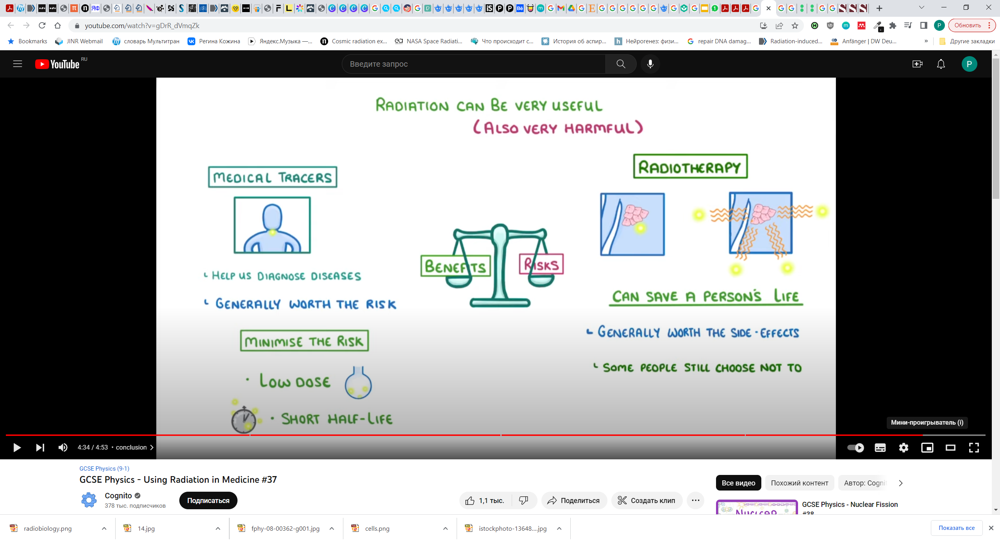 youtube.com/watch?v=gDrR_dVmqZk
P
Обновить
Bookmarks
JINR Webmail
словарь Мультитран
Регина Кожина
Яндекс.Музыка —...
Cosmic radiation ex...
NASA Space Radiati...
Что происходит с...
История об аспир...
Нейрогенез: физи...
repair DNA damag...
Radiation-induced...
Anfänger | DW Deu...
»
Другие закладки
YouTube RU
Введите запрос
P
RADIATION CAN BE VERY USEFUL
(ALSO VERY HARMFUL)
MEDICAL TRACERS
HELP US DIAGNOSE DISEASES
GENERALLY WORTH THE RISK
MINIMISE THE RISK
• LOW DOSE
• SHORT HALF-LIFE
BENEFITS
RISKS
RADIOTHERAPY
CAN SAVE A PERSON'S LIFE
GENERALLY WORTH THE SIDE-EFFECTS
SOME PEOPLE STILL CHOOSE NOT TO
Мини-проигрыватель (i)
4:34 / 4:53 • conclusion
GCSE Physics (9-1)
GCSE Physics - Using Radiation in Medicine #37
Cognito
378 тыс. подписчиков
Подписаться
1,1 тыс.
Поделиться
Создать клип
Все видео
Похожий контент
Автор: Cognit
GCSE Physics - Nuclear Fission
#38
NUCLEAR
radiobiology.png
14.jpg
fphy-08-00362-g001.jpg
cells.png
istockphoto-13648....jpg
Показать все